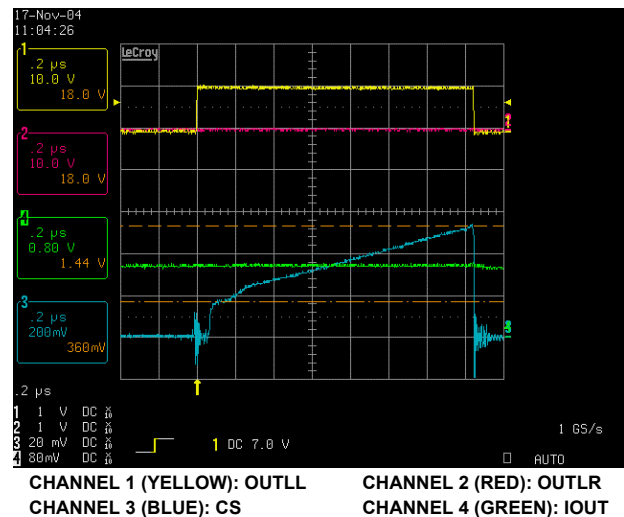 17-Nov-04
11:04:26
LeCroy
1
.2 µs
10.0 V
18.0 V
2
.2 µs
10.0 V
18.0 V
4
.2 µs
0.80 V
1.44 V
3
.2 µs
200mV
360mV
1
3
.2 µs
1 1 V DC
2 1 V DC
3 20 mV DC
4 80mV DC
1 DC 7.0 V
1 GS/s
AUTO
CHANNEL 1 (YELLOW): OUTLL CHANNEL 2 (RED): OUTLR
CHANNEL 3 (BLUE): CS CHANNEL 4 (GREEN): IOUT